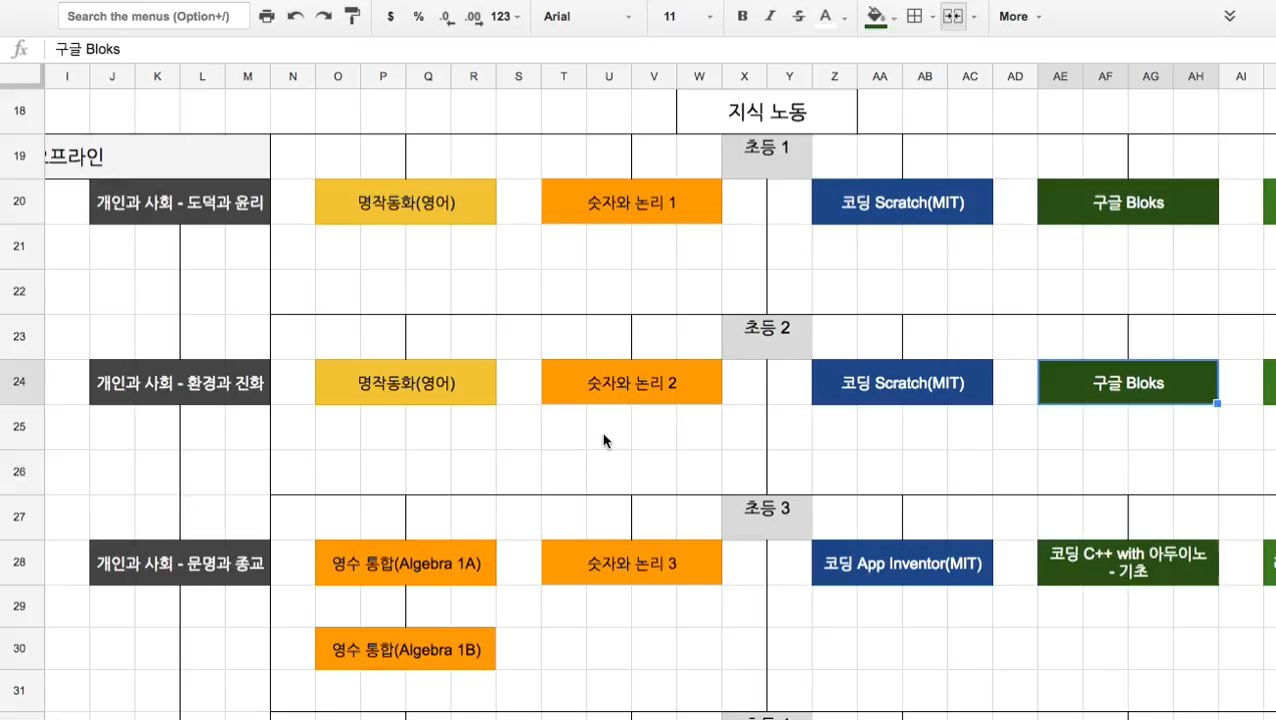 Search the menus (Option+/)
$ % .0 .00 123 Arial 11 B I S A More
fx 구글 Bloks
I J K L M N O P Q R S T U V W X Y Z AA AB AC AD AE AF AG AH AI
18 지식 노동
19 프라인 초등 1
20 개인과 사회 - 도덕과 윤리 명작동화(영어) 숫자와 논리 1 코딩 Scratch(MIT) 구글 Bloks
21
22
23 초등 2
24 개인과 사회 - 환경과 진화 명작동화(영어) 숫자와 논리 2 코딩 Scratch(MIT) 구글 Bloks
25
26
27 초등 3
28 개인과 사회 - 문명과 종교 영수 통합(Algebra 1A) 숫자와 논리 3 코딩 App Inventor(MIT) 코딩 C++ with 아두이노
- 기초
29
30 영수 통합(Algebra 1B)
31